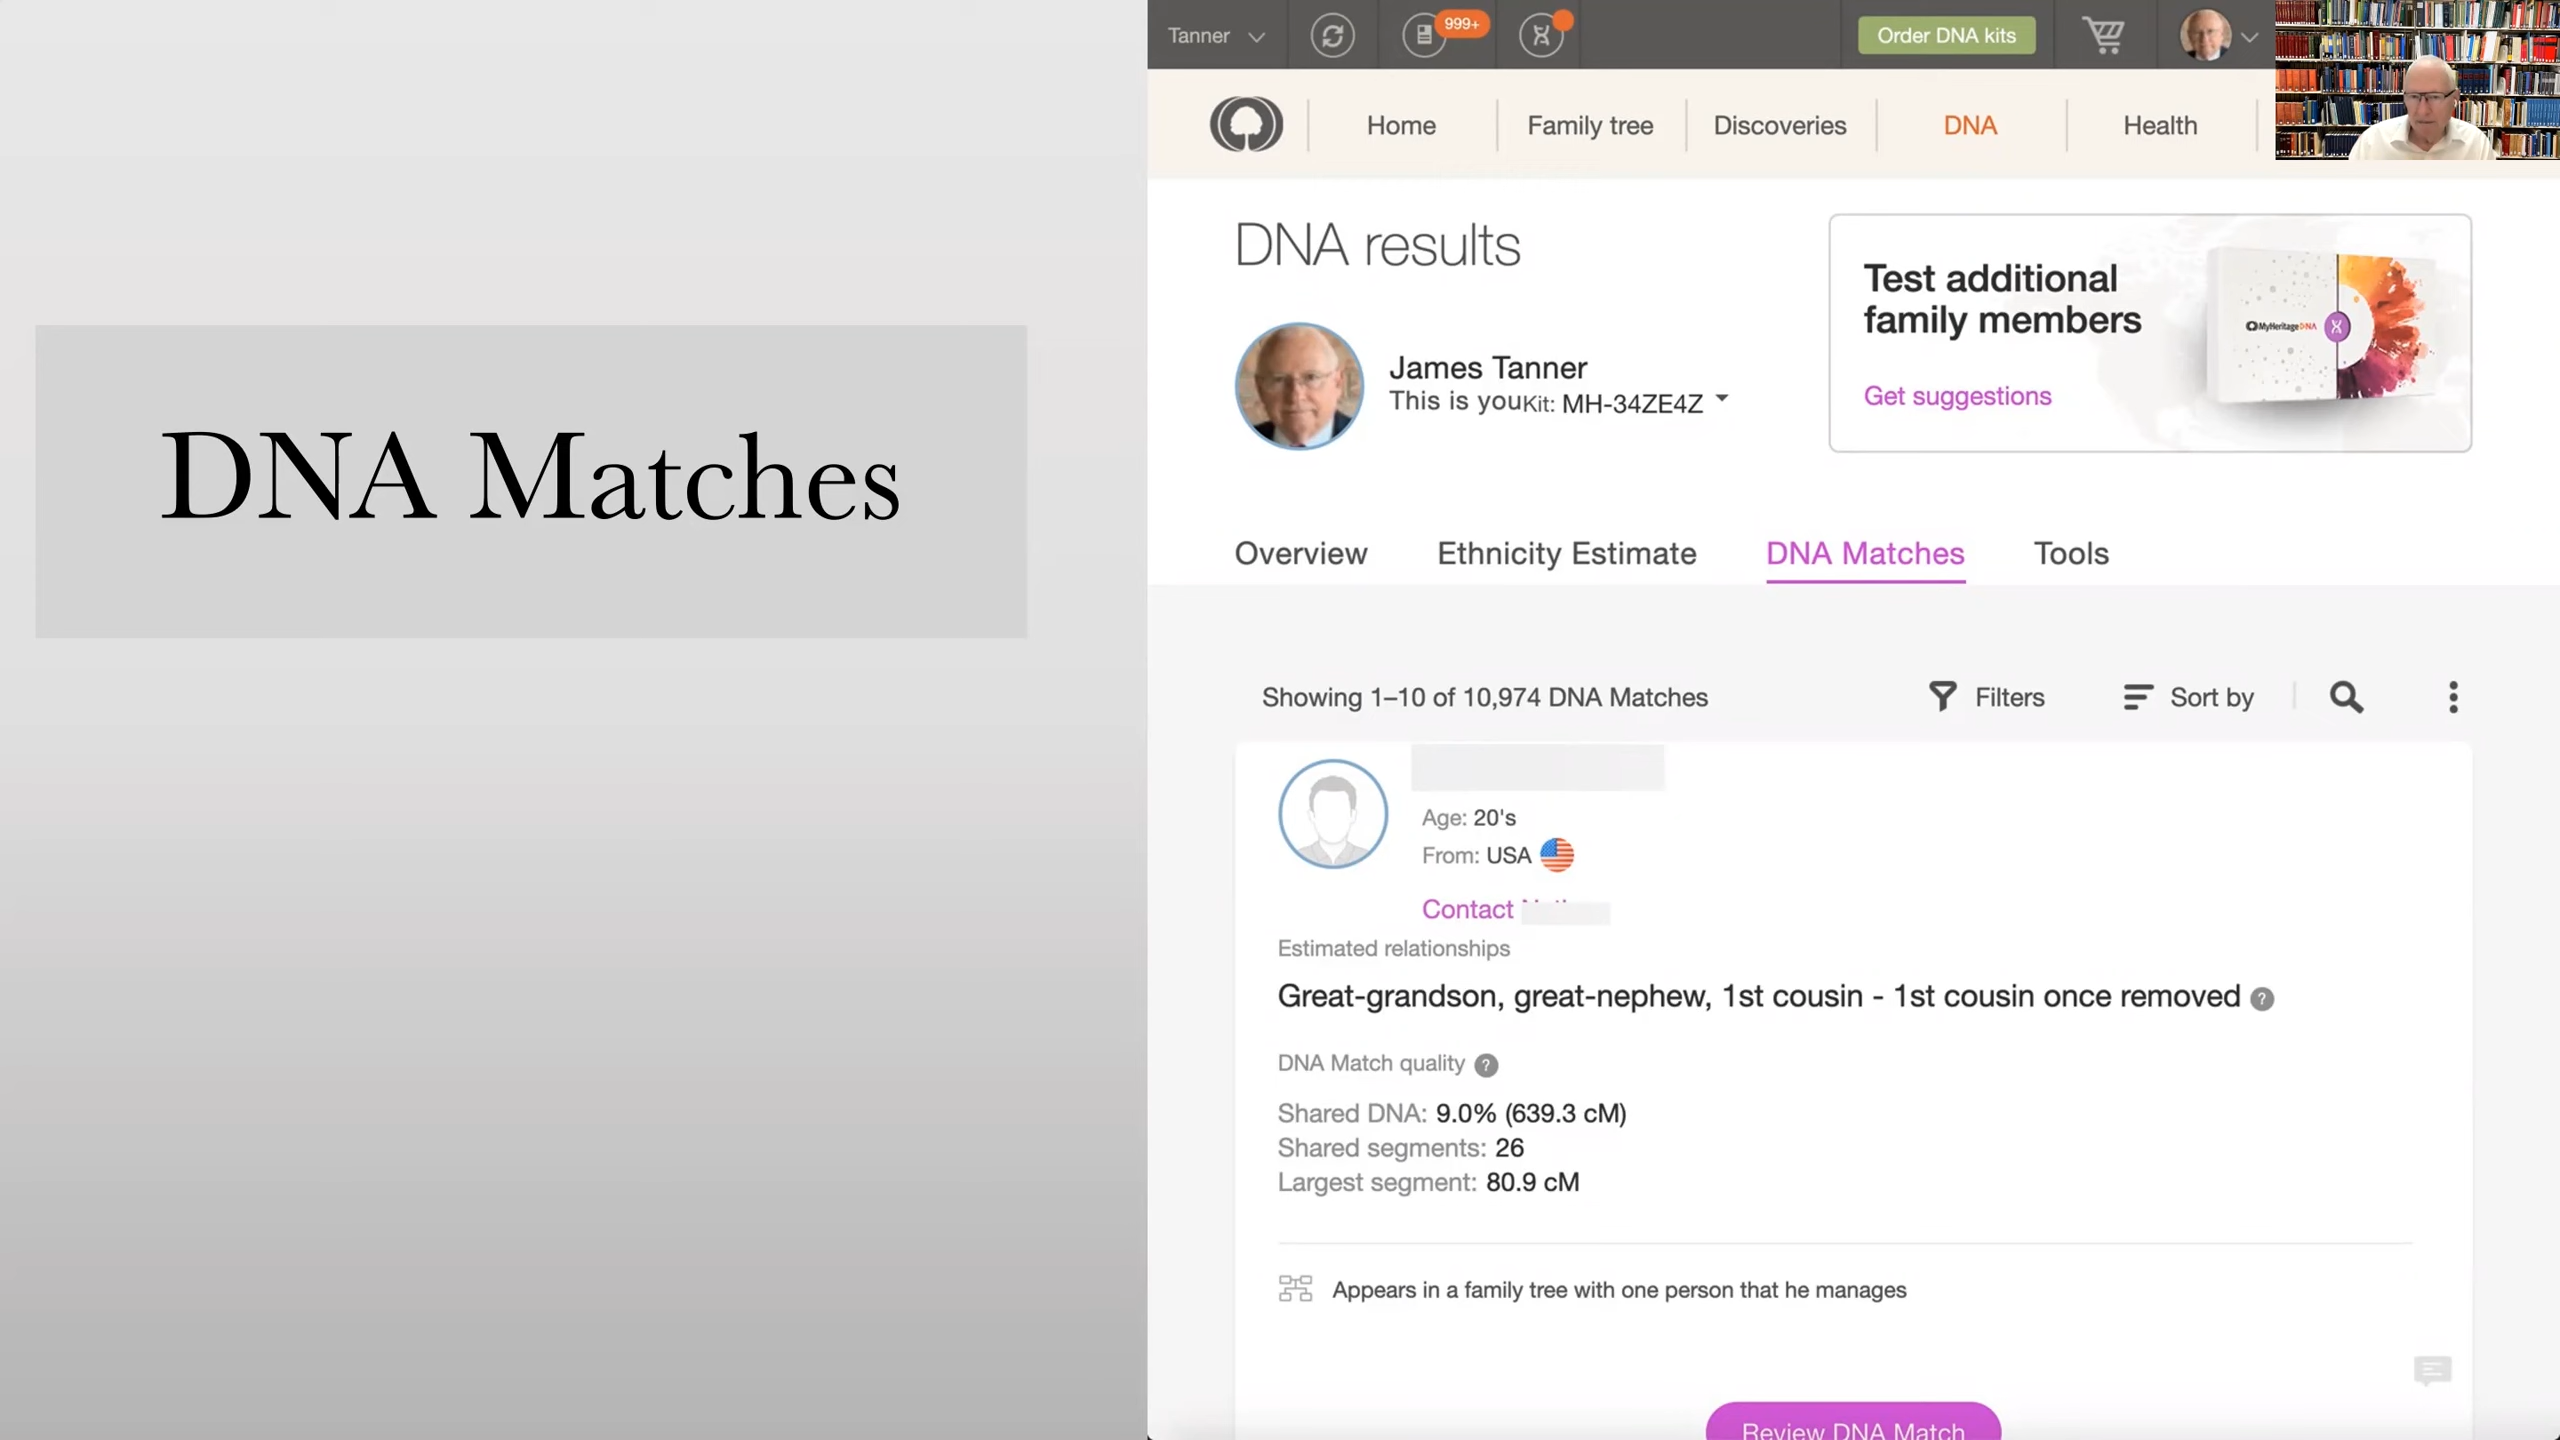 DNA Matches
Tanner
999+
Order DNA kits
Home
Family tree
Discoveries
DNA
Health
DNA results
James Tanner
This is you Kit: MH-34ZE4Z
Test additional
family members
Get suggestions
MyHeritage DNA
Overview
Ethnicity Estimate
DNA Matches
Tools
Showing 1–10 of 10,974 DNA Matches
Filters
Sort by
Age: 20's
From: USA
Contact
Estimated relationships
Great-grandson, great-nephew, 1st cousin - 1st cousin once removed ?
DNA Match quality ?
Shared DNA: 9.0% (639.3 cM)
Shared segments: 26
Largest segment: 80.9 cM
Appears in a family tree with one person that he manages
Review DNA Match